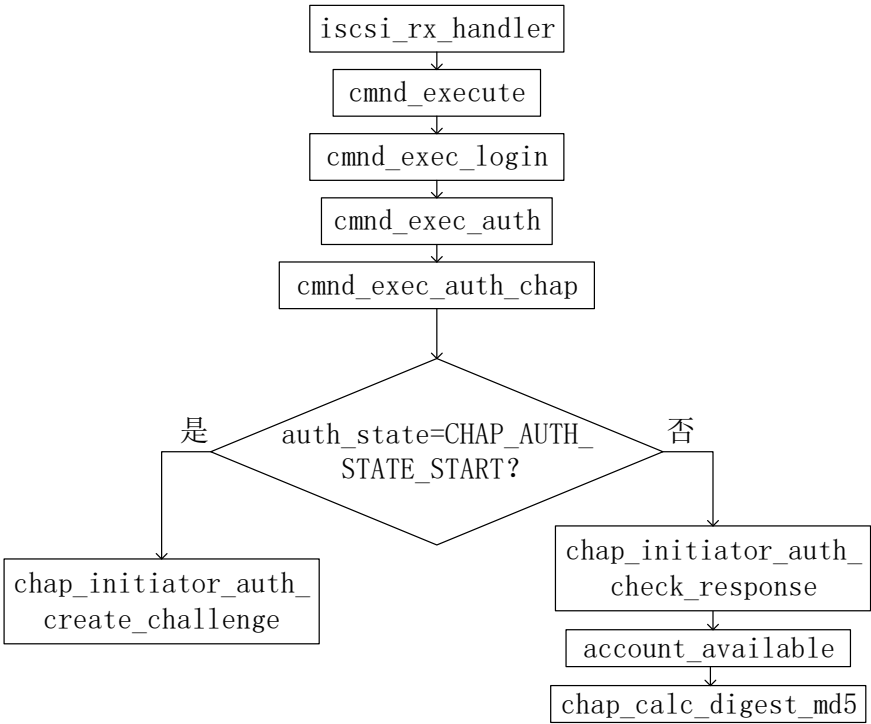 iscsi_rx_handler
cmnd_execute
cmnd_exec_login
cmnd_exec_auth
cmnd_exec_auth_chap
是
否
auth_state=CHAP_AUTH_
STATE_START?
chap_initiator_auth_
create_challenge
chap_initiator_auth_
check_response
account_available
chap_calc_digest_md5